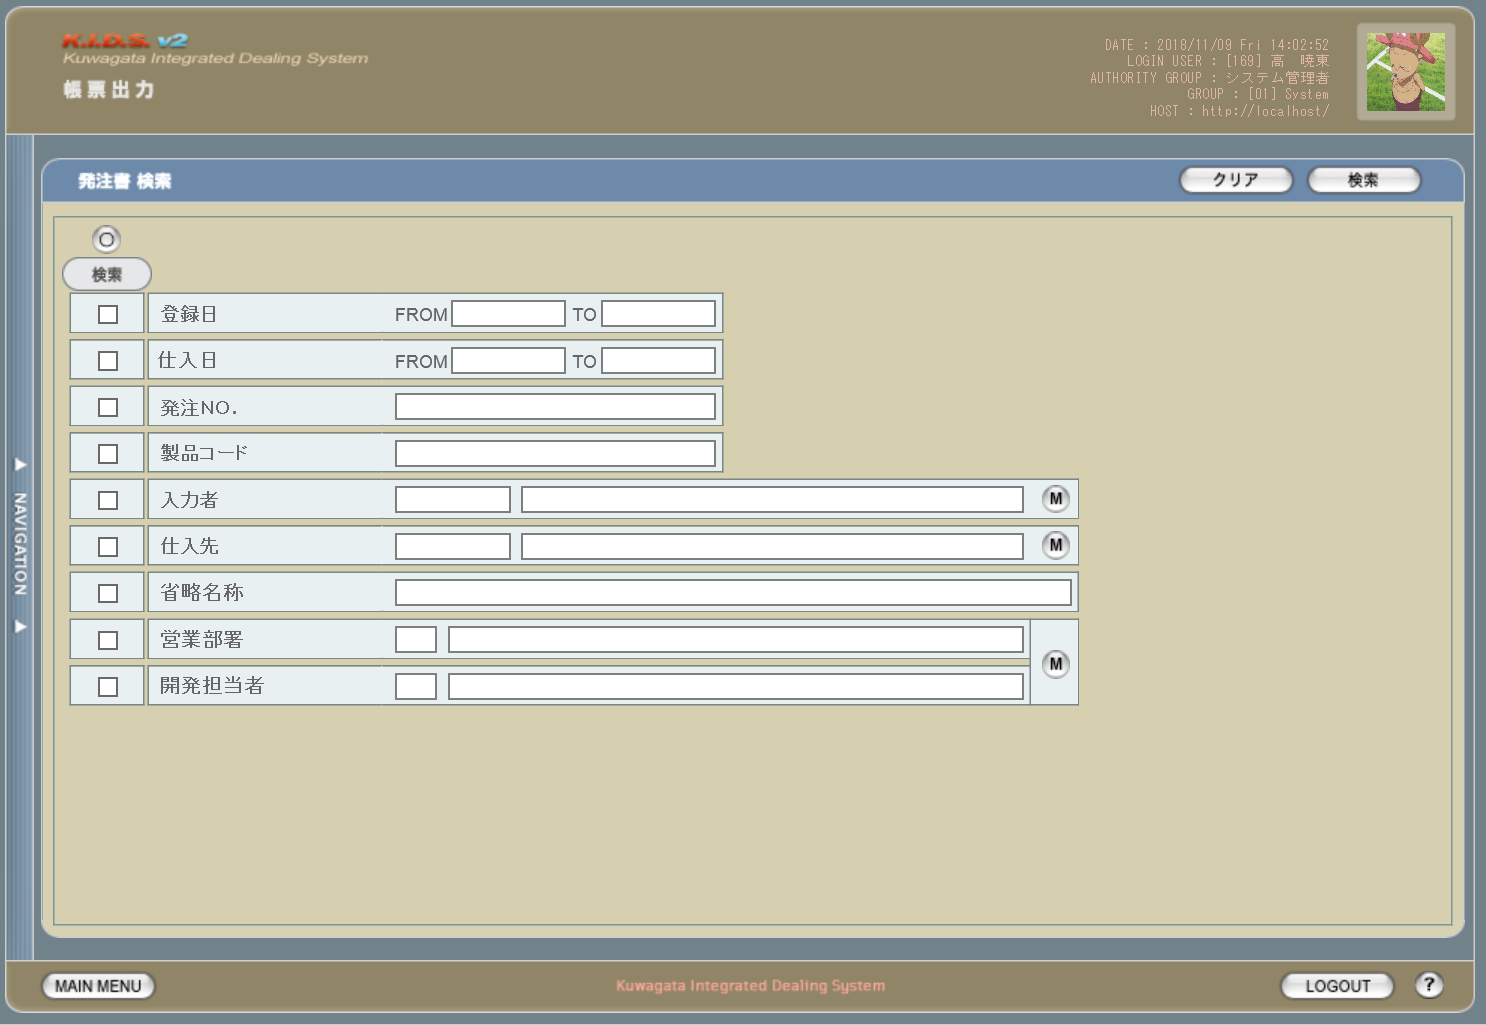 K.I.D.S. v2
Kuwagata Integrated Dealing System
帳票出力
DATE : 2018/11/09 Fri 14:02:52
LOGIN USER : [169] 高　暁東
AUTHORITY GROUP : システム管理者
GROUP : [01] System
HOST : http://localhost/
発注書 検索
クリア
検索
検索
登録日 FROM TO
仕入日 FROM TO
発注NO.
製品コード
入力者 M
仕入先 M
省略名称
営業部署
M
開発担当者
NAVIGATION
MAIN MENU
Kuwagata Integrated Dealing System
LOGOUT
?